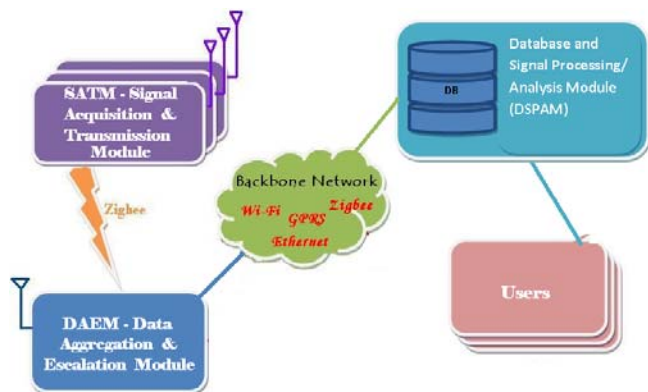 SATM - Signal
Acquisition &
Transmission
Module
Zigbee
DAEM - Data
Aggregation &
Escalation Module
Backbone Network
Wi-Fi
GPRS
Zigbee
Ethernet
DB
Database and
Signal Processing/
Analysis Module
(DSPAM)
Users